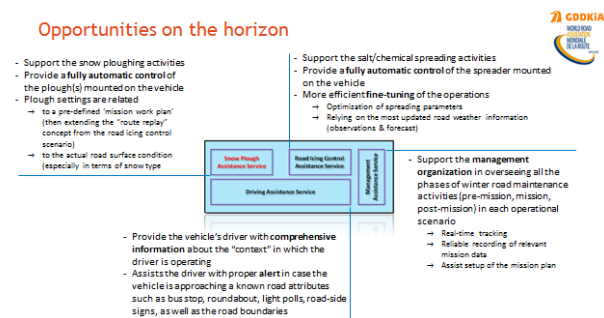 Opportunities on the horizon
GDDKiA
WORLD ROAD
ASSOCIATION
MONDIALE
DE LA ROUTE
- Support the snow ploughing activities
- Provide a fully automatic control of
the plough(s) mounted on the vehicle
- Plough settings are related
→ to a pre-defined 'mission work plan'
(then extending the "route replay"
concept from the road icing control
scenario)
→ to the actual road surface condition
(especially in terms of snow type
- Support the salt/chemical spreading activities
- Provide a fully automatic control of the spreader mounted
on the vehicle
- More efficient fine-tuning of the operations
→ Optimization of spreading parameters
→ Relying on the most updated road weather information
(observations & forecast)
Snow Plough
Assistance Service
Road Icing Control
Assistance Service
Management
Assistance Service
Driving Assistance Service
- Support the management
organization in overseeing all the
phases of winter road maintenance
activities (pre-mission, mission,
post-mission) in each operational
scenario
→ Real-time tracking
→ Reliable recording of relevant
mission data
→ Assist setup of the mission plan
- Provide the vehicle's driver with comprehensive
information about the "context" in which the
driver is operating
- Assists the driver with proper alert in case the
vehicle is approaching a known road attributes
such as bus stop, roundabout, light polls, road-side
signs, as well as the road boundaries